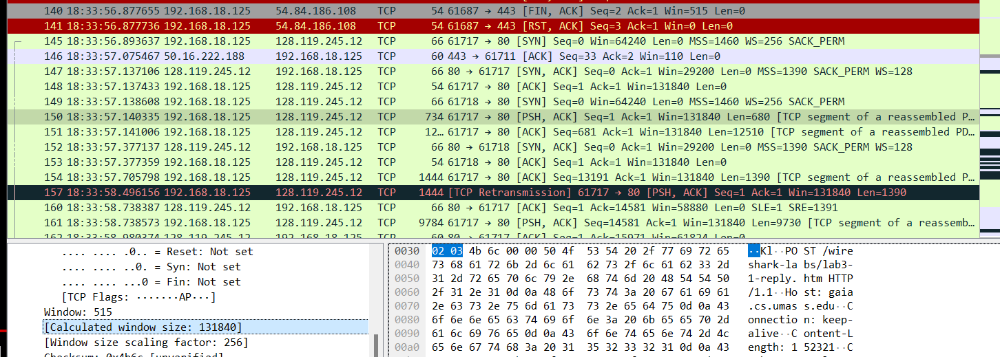 140 18:33:56.877655 192.168.18.125 54.84.186.108 TCP 54 61687 → 443 [FIN, ACK] Seq=2 Ack=1 Win=515 Len=0
141 18:33:56.877736 192.168.18.125 54.84.186.108 TCP 54 61687 → 443 [RST, ACK] Seq=3 Ack=1 Win=0 Len=0
145 18:33:56.893637 192.168.18.125 128.119.245.12 TCP 66 61717 → 80 [SYN] Seq=0 Win=64240 Len=0 MSS=1460 WS=256 SACK_PERM
146 18:33:57.075467 50.16.222.188 192.168.18.125 TCP 60 443 → 61711 [ACK] Seq=33 Ack=2 Win=110 Len=0
147 18:33:57.137106 128.119.245.12 192.168.18.125 TCP 66 80 → 61717 [SYN, ACK] Seq=0 Ack=1 Win=29200 Len=0 MSS=1390 SACK_PERM WS=128
148 18:33:57.137433 192.168.18.125 128.119.245.12 TCP 54 61717 → 80 [ACK] Seq=1 Ack=1 Win=131840 Len=0
149 18:33:57.138608 192.168.18.125 128.119.245.12 TCP 66 61718 → 80 [SYN] Seq=0 Win=64240 Len=0 MSS=1460 WS=256 SACK_PERM
150 18:33:57.140335 192.168.18.125 128.119.245.12 TCP 734 61717 → 80 [PSH, ACK] Seq=1 Ack=1 Win=131840 Len=680 [TCP segment of a reassembled P…
151 18:33:57.141006 192.168.18.125 128.119.245.12 TCP 12… 61717 → 80 [ACK] Seq=681 Ack=1 Win=131840 Len=12510 [TCP segment of a reassembled PD…
152 18:33:57.377137 128.119.245.12 192.168.18.125 TCP 66 80 → 61718 [SYN, ACK] Seq=0 Ack=1 Win=29200 Len=0 MSS=1390 SACK_PERM WS=128
153 18:33:57.377359 192.168.18.125 128.119.245.12 TCP 54 61718 → 80 [ACK] Seq=1 Ack=1 Win=131840 Len=0
154 18:33:57.705798 192.168.18.125 128.119.245.12 TCP 1444 61717 → 80 [ACK] Seq=13191 Ack=1 Win=131840 Len=1390 [TCP segment of a reassembled P…
157 18:33:58.496156 192.168.18.125 128.119.245.12 TCP 1444 [TCP Retransmission] 61717 → 80 [PSH, ACK] Seq=1 Ack=1 Win=131840 Len=1390
160 18:33:58.738387 128.119.245.12 192.168.18.125 TCP 66 80 → 61717 [ACK] Seq=1 Ack=14581 Win=58880 Len=0 SLE=1 SRE=1391
161 18:33:58.738573 192.168.18.125 128.119.245.12 TCP 9784 61717 → 80 [PSH, ACK] Seq=14581 Ack=1 Win=131840 Len=9730 [TCP segment of a reassemb…
162 18:33:58.980374 128.119.245.12 192.168.18.125 TCP 60 80 → 61717 [ACK] Seq=1 Ack=15971 Win=61824 Len=0
.... .... .0.. = Reset: Not set
.... .... ..0. = Syn: Not set
.... .... ...0 = Fin: Not set
[TCP Flags: ·······AP···]
Window: 515
[Calculated window size: 131840]
[Window size scaling factor: 256]
Checksum: 0x4b6c [unverified]
0030 02 03 4b 6c 00 00 50 4f 53 54 20 2f 77 69 72 65 ··Kl··PO ST /wire
0040 73 68 61 72 6b 2d 6c 61 62 73 2f 6c 61 62 33 2d shark-la bs/lab3-
0050 31 2d 72 65 70 6c 79 2e 68 74 6d 20 48 54 54 50 1-reply. htm HTTP
0060 2f 31 2e 31 0d 0a 48 6f 73 74 3a 20 67 61 69 61 /1.1··Ho st: gaia
0070 2e 63 73 2e 75 6d 61 73 73 2e 65 64 75 0d 0a 43 .cs.umas s.edu··C
0080 6f 6e 6e 65 63 74 69 6f 6e 3a 20 6b 65 65 70 2d onnectio n: keep-
0090 61 6c 69 76 65 0d 0a 43 6f 6e 74 65 6e 74 2d 4c alive··C ontent-L
00a0 65 6e 67 74 68 3a 20 31 35 32 33 32 31 0d 0a 43 ength: 1 52321··C